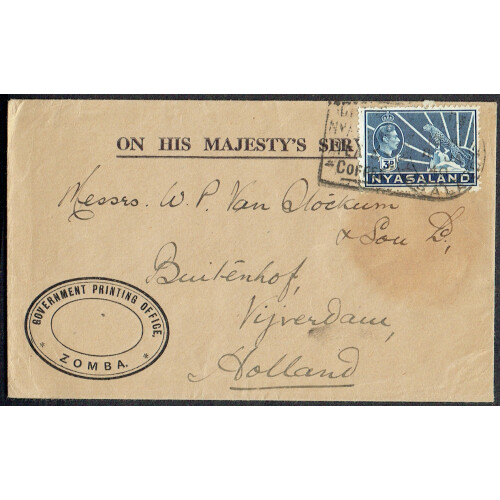 ON HIS MAJESTY'S SER
3d
NYASALAND
Messrs. W. P. Van Stockum
& Son Ld,
Buitenhof,
Vijverdam,
Holland
GOVERNMENT PRINTING OFFICE,
* ZOMBA. *